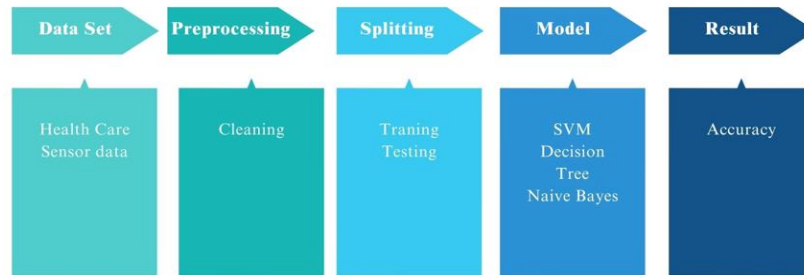 Data Set
Preprocessing
Splitting
Model
Result
Health Care
Sensor data
Cleaning
Traning
Testing
SVM
Decision
Tree
Naive Bayes
Accuracy